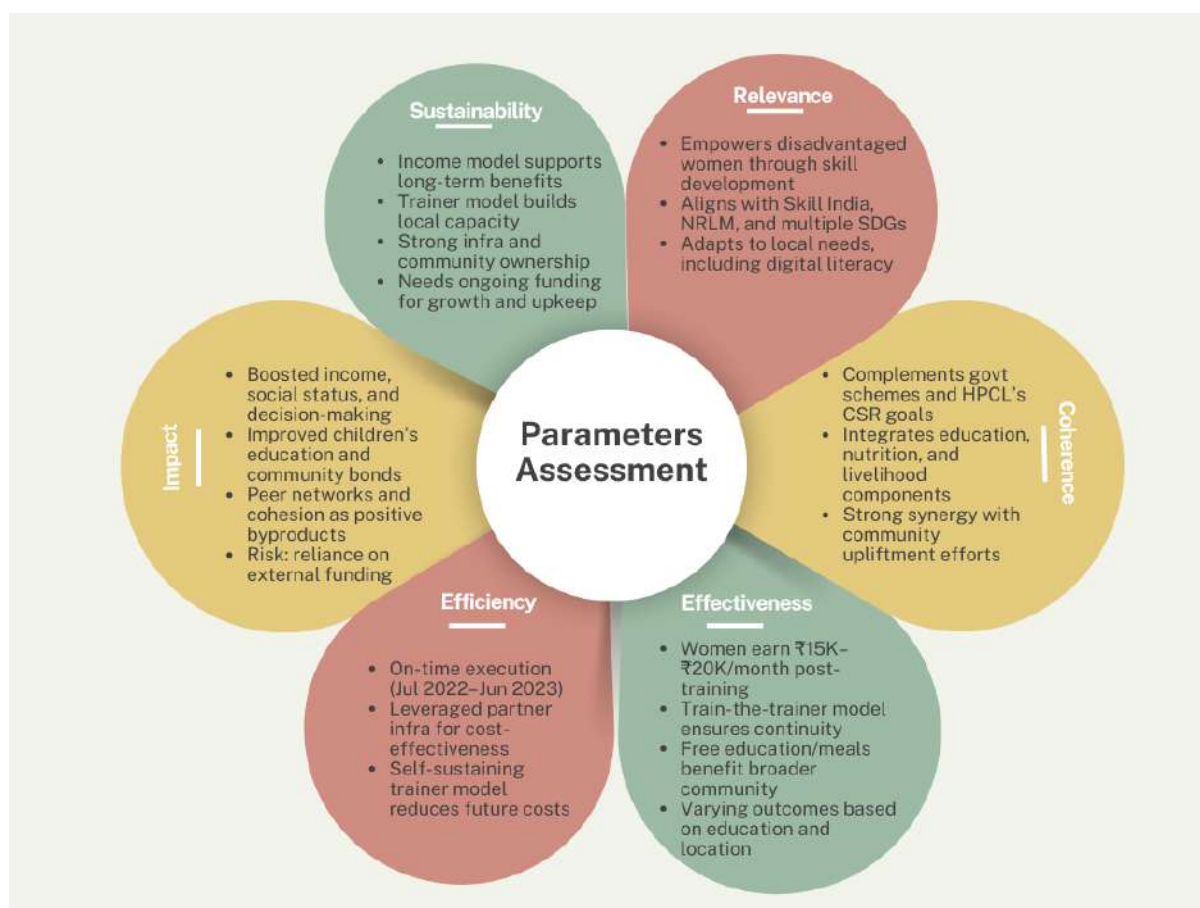 Sustainability
• Income model supports
long-term benefits
• Trainer model builds
local capacity
• Strong infra and
community ownership
• Needs ongoing funding
for growth and upkeep
Relevance
• Empowers disadvantaged
women through skill
development
• Aligns with Skill India,
NRLM, and multiple SDGs
• Adapts to local needs,
including digital literacy
Impact
• Boosted income,
social status, and
decision-making
• Improved children's
education and
community bonds
• Peer networks and
cohesion as positive
byproducts
• Risk: reliance on
external funding
Parameters
Assessment
Coherence
• Complements govt
schemes and HPCL's
CSR goals
• Integrates education,
nutrition, and
livelihood
components
• Strong synergy with
community
upliftment efforts
Efficiency
• On-time execution
(Jul 2022–Jun 2023)
• Leveraged partner
infra for cost-
effectiveness
• Self-sustaining
trainer model
reduces future costs
Effectiveness
• Women earn ₹15K–
₹20K/month post-
training
• Train-the-trainer model
ensures continuity
• Free education/meals
benefit broader
community
• Varying outcomes based
on education and
location